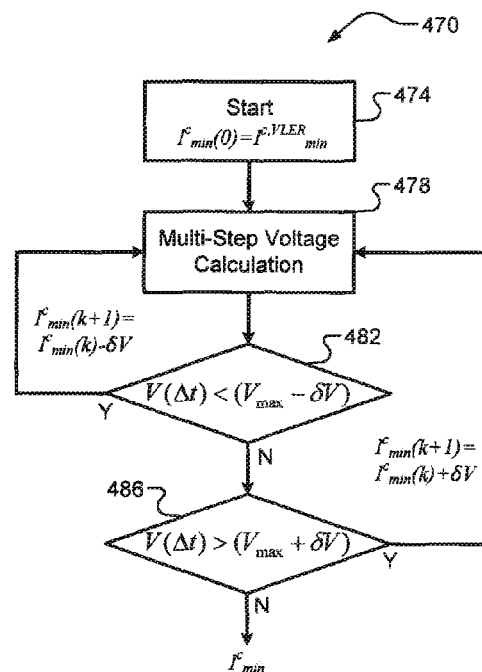 470
474
Start
I^c_min(0)=I^c,VLER_min
478
Multi-Step Voltage
Calculation
I^c_min(k+1)=
I^c_min(k)-δV
482
V(Δt) < (V_max − δV)
Y
N
I^c_min(k+1)=
I^c_min(k)+δV
486
V(Δt) > (V_max + δV)
Y
N
I^c_min